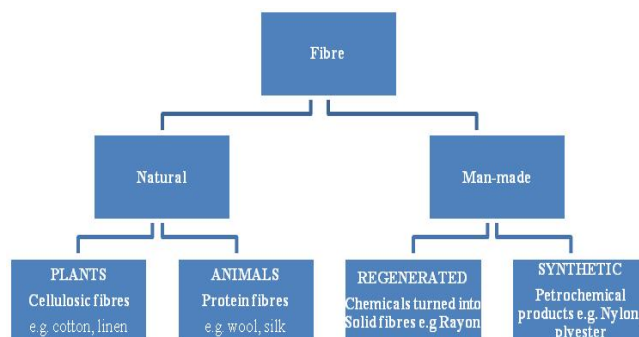 Fibre
Natural
Man-made
PLANTS
Cellulosic fibres
e.g. cotton, linen
ANIMALS
Protein fibres
e.g. wool, silk
REGENERATED
Chemicals turned into
Solid fibres e.g Rayon
SYNTHETIC
Petrochemical
products e.g. Nylon,
plyester